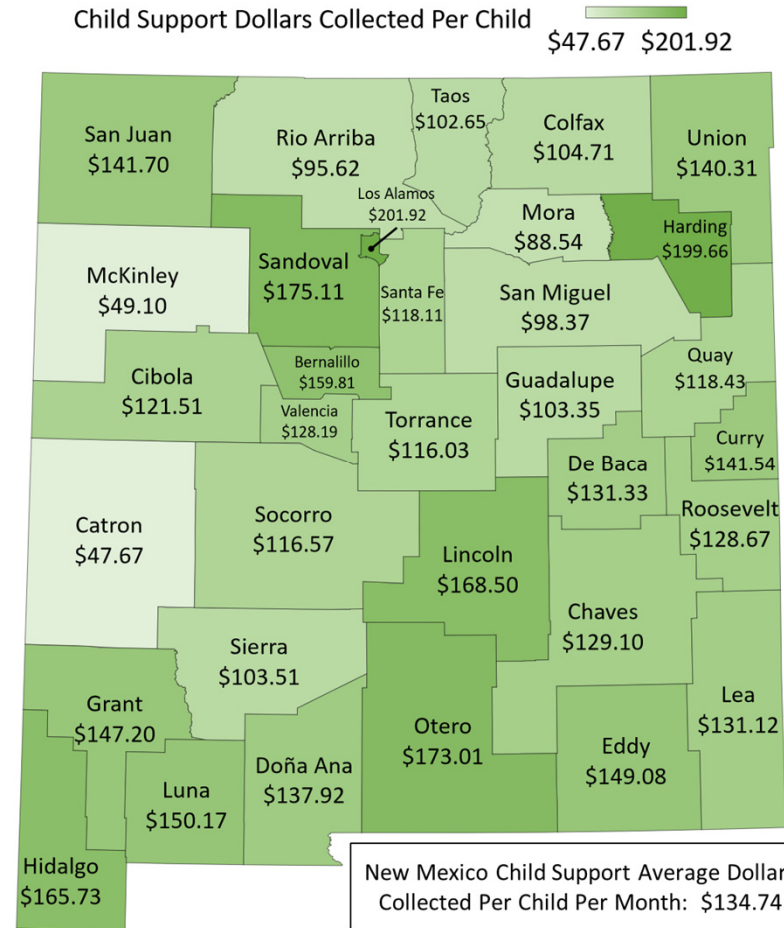 Child Support Dollars Collected Per Child
$47.67 $201.92
San Juan
$141.70
Rio Arriba
$95.62
Taos
$102.65
Colfax
$104.71
Union
$140.31
Los Alamos
$201.92
Mora
$88.54
Harding
$199.66
McKinley
$49.10
Sandoval
$175.11
Santa Fe
$118.11
San Miguel
$98.37
Quay
$118.43
Cibola
$121.51
Bernalillo
$159.81
Valencia
$128.19
Torrance
$116.03
Guadalupe
$103.35
Curry
$141.54
De Baca
$131.33
Roosevelt
$128.67
Catron
$47.67
Socorro
$116.57
Lincoln
$168.50
Chaves
$129.10
Sierra
$103.51
Grant
$147.20
Lea
$131.12
Otero
$173.01
Eddy
$149.08
Doña Ana
$137.92
Luna
$150.17
Hidalgo
$165.73
New Mexico Child Support Average Dollar
Collected Per Child Per Month: $134.74